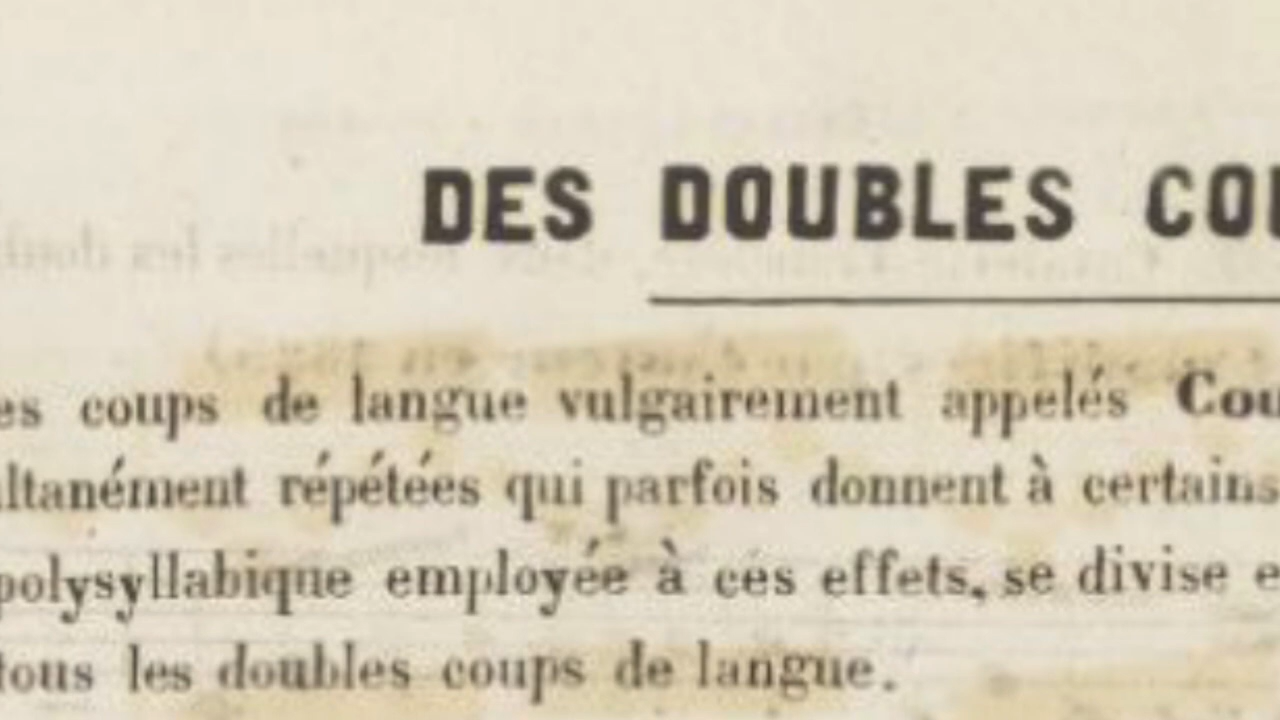 DES DOUBLES COU
es coups de langue vulgairement appelés Cou
ultanément répétées qui parfois donnent à certains
polysyllabique employée à ces effets, se divise e
tous les doubles coups de langue.